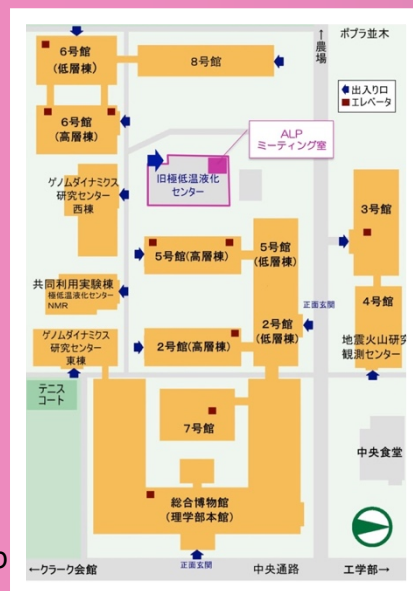 ↑農場
ポプラ並木
6号館
(低層棟)
8号館
出入り口
エレベータ
6号館
(高層棟)
ALP
ミーティング室
ゲノムダイナミクス
研究センター
西棟
旧極低温液化
センター
3号館
5号館(高層棟)
5号館
(低層棟)
共同利用実験棟
極低温液化センター
NMR
正面玄関
4号館
2号館(高層棟)
2号館
(低層棟)
地震火山研究
観測センター
ゲノムダイナミクス
研究センター
東棟
テニス
コート
7号館
中央食堂
総合博物館
(理学部本館)
正面玄関
←クラーク会館
中央通路
工学部→